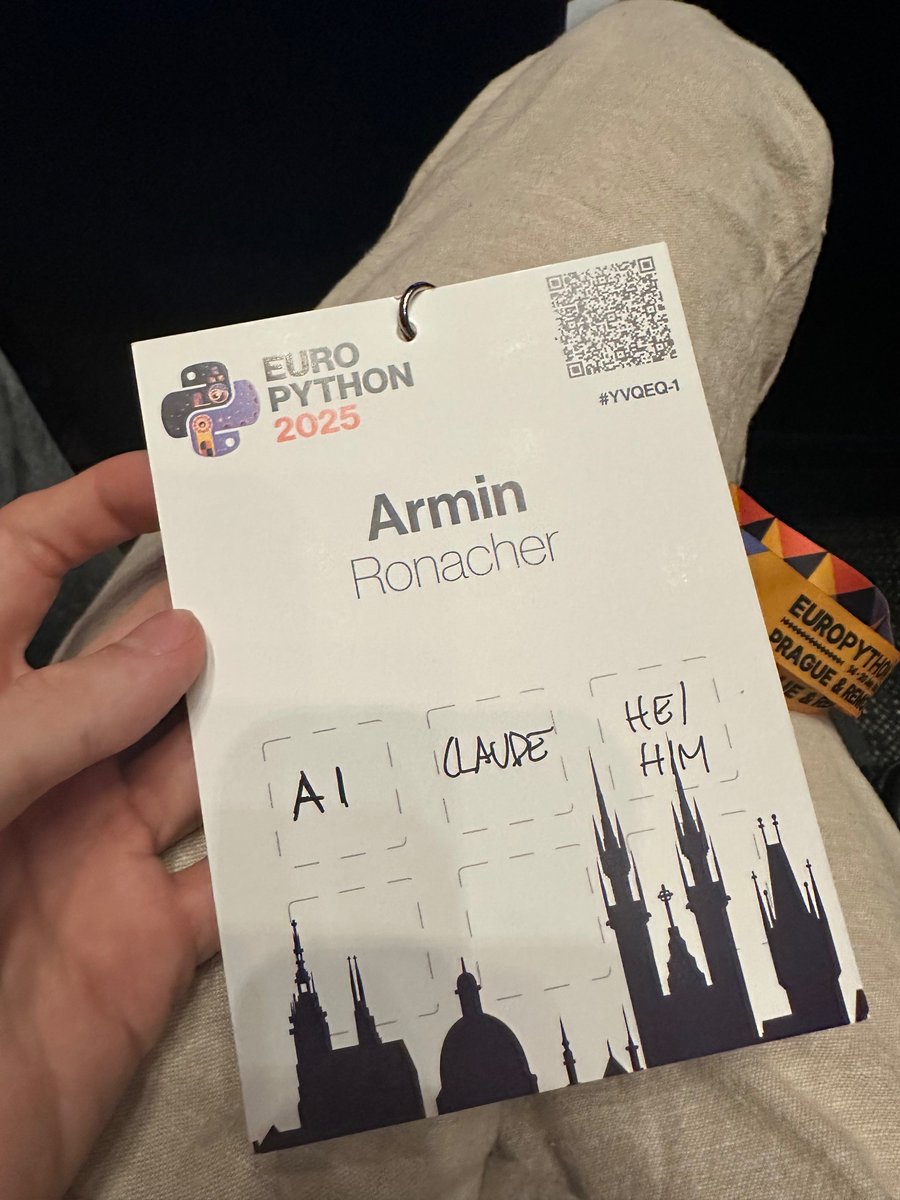 EURO
PYTHON
2025
#YVQEQ-1
Armin
Ronacher
AI
CLAUDE
HE/
HIM
EUROPYTHON
PRAGUE &